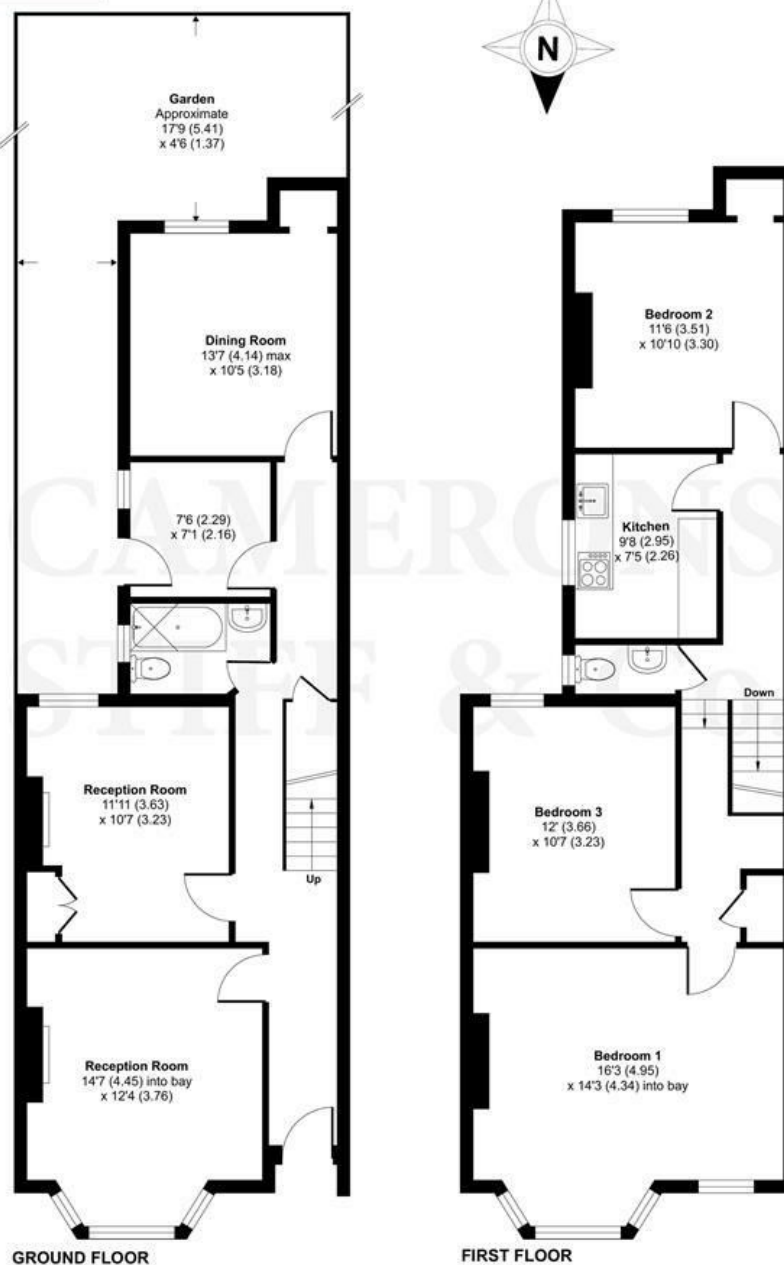 N
Garden
Approximate
17'9 (5.41)
x 4'6 (1.37)
Dining Room
13'7 (4.14) max
x 10'5 (3.18)
7'6 (2.29)
x 7'1 (2.16)
Reception Room
11'11 (3.63)
x 10'7 (3.23)
Up
Reception Room
14'7 (4.45) into bay
x 12'4 (3.76)
GROUND FLOOR
Bedroom 2
11'6 (3.51)
x 10'10 (3.30)
Kitchen
9'8 (2.95)
x 7'5 (2.26)
Down
Bedroom 3
12' (3.66)
x 10'7 (3.23)
Bedroom 1
16'3 (4.95)
x 14'3 (4.34) into bay
FIRST FLOOR
CAMERONS
STIFF & Co.